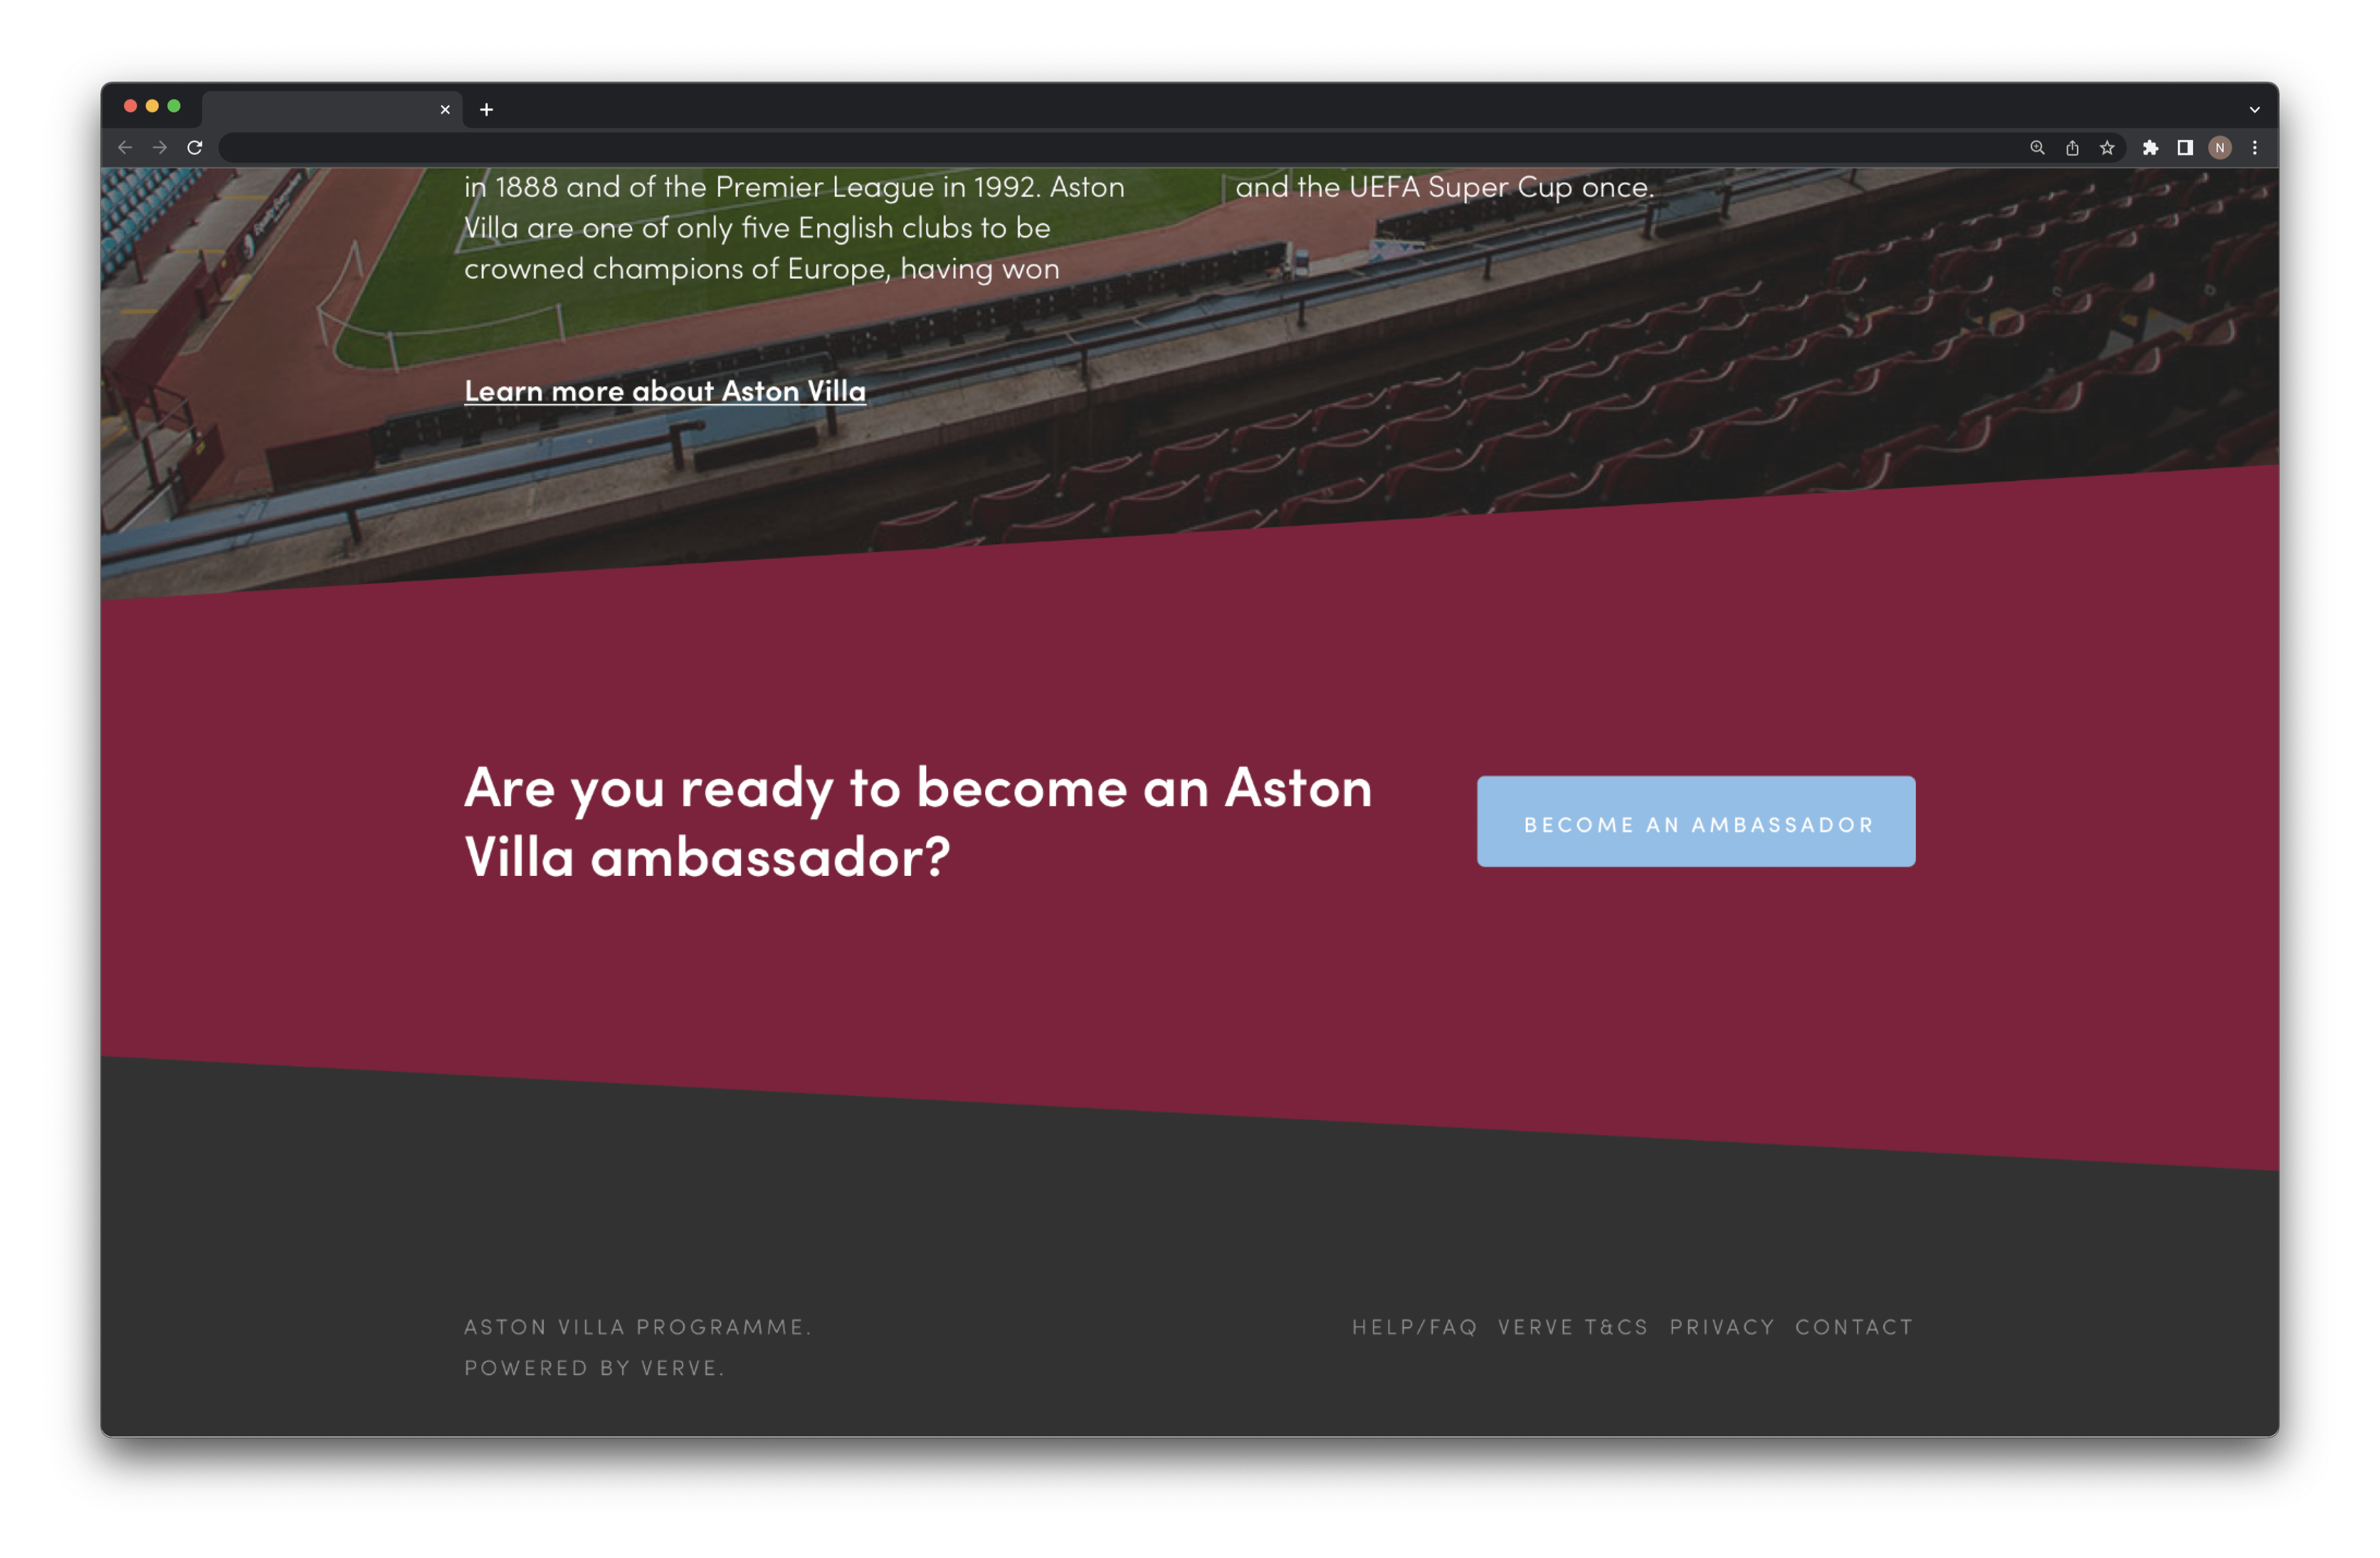 N
in 1888 and of the Premier League in 1992. Aston
Villa are one of only five English clubs to be
crowned champions of Europe, having won
and the UEFA Super Cup once.
Learn more about Aston Villa
Are you ready to become an Aston
Villa ambassador?
BECOME AN AMBASSADOR
ASTON VILLA PROGRAMME.
POWERED BY VERVE.
HELP/FAQ VERVE T&CS PRIVACY CONTACT